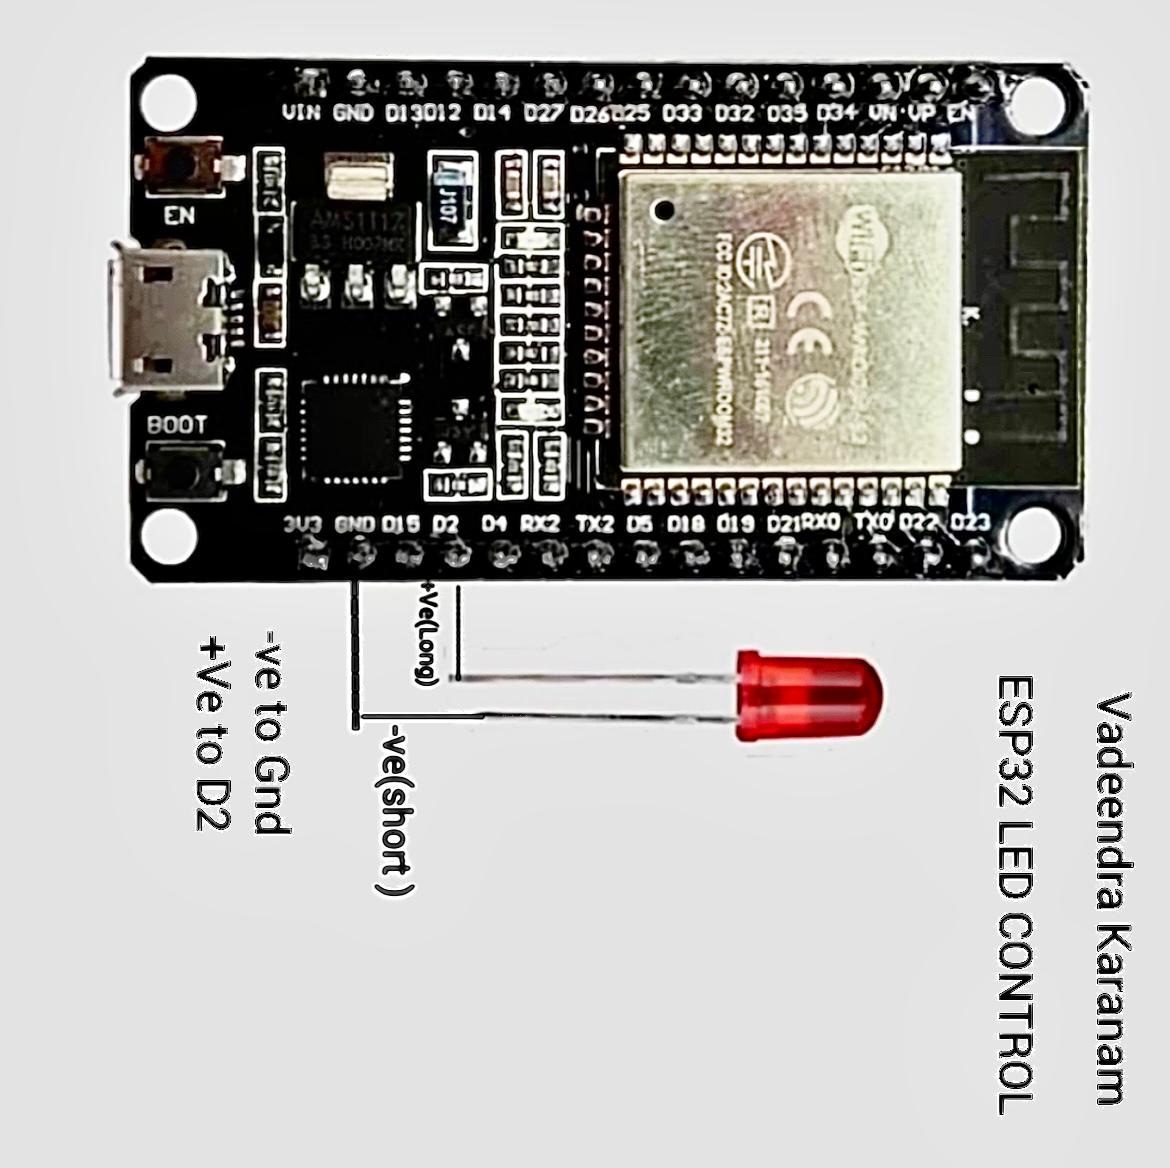 VIN GND D13 D12 D14 D27 D26 D25 D33 D32 D35 D34 VN VP EN
EN
AMS1117
J107
BOOT
3V3 GND D15 D2 D4 RX2 TX2 D5 D18 D19 D21 RX0 TX0 D22 D23
+Ve(Long)
-ve(short)
-ve to Gnd
+Ve to D2
Vadeendra Karanam
ESP32 LED CONTROL